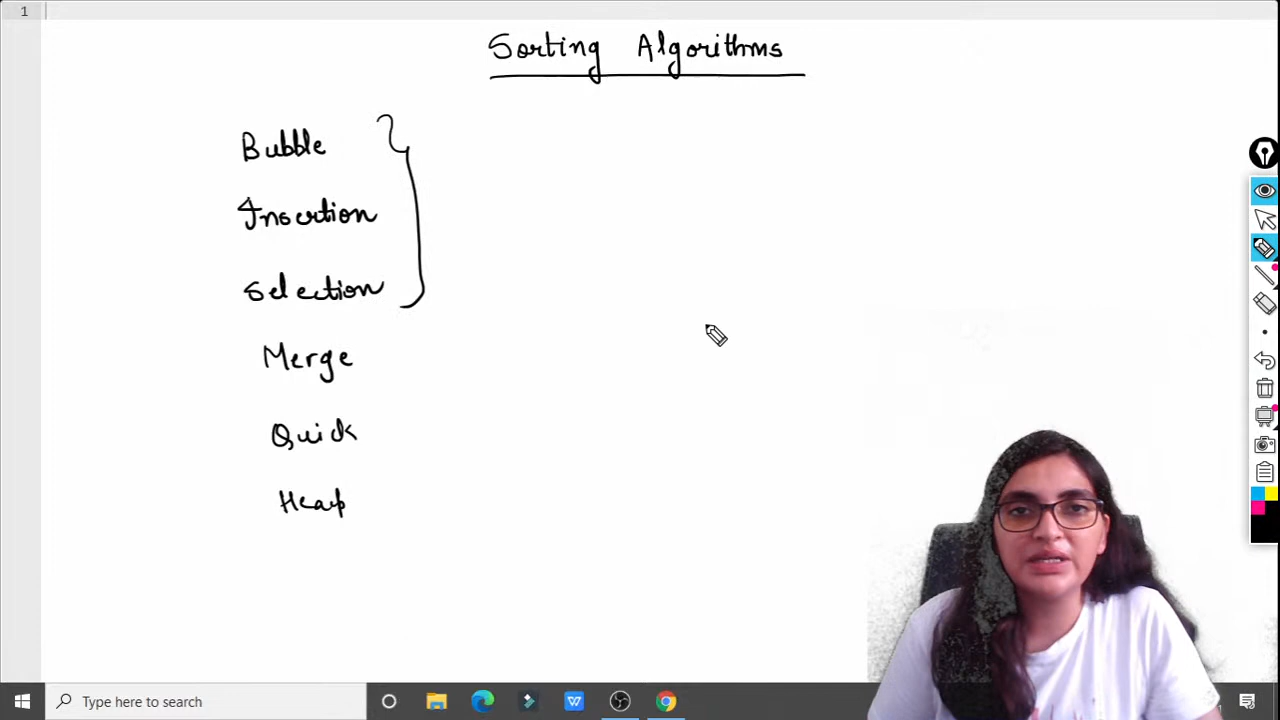 1
Sorting Algorithms
Bubble
Insertion
Selection
Merge
Quick
Heap
Type here to search